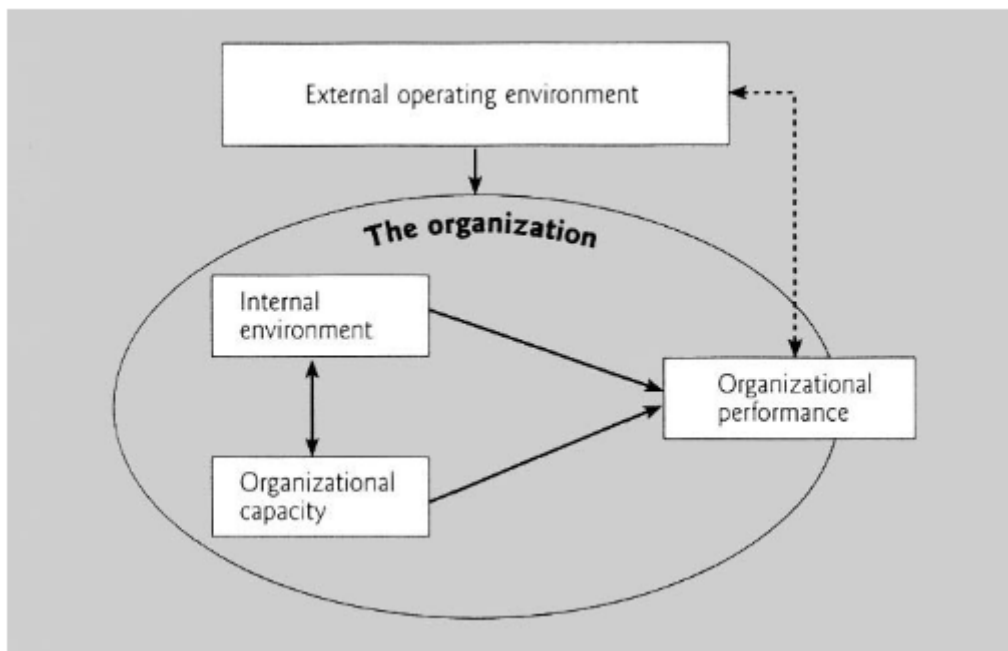 External operating environment
The organization
Internal
environment
Organizational
performance
Organizational
capacity